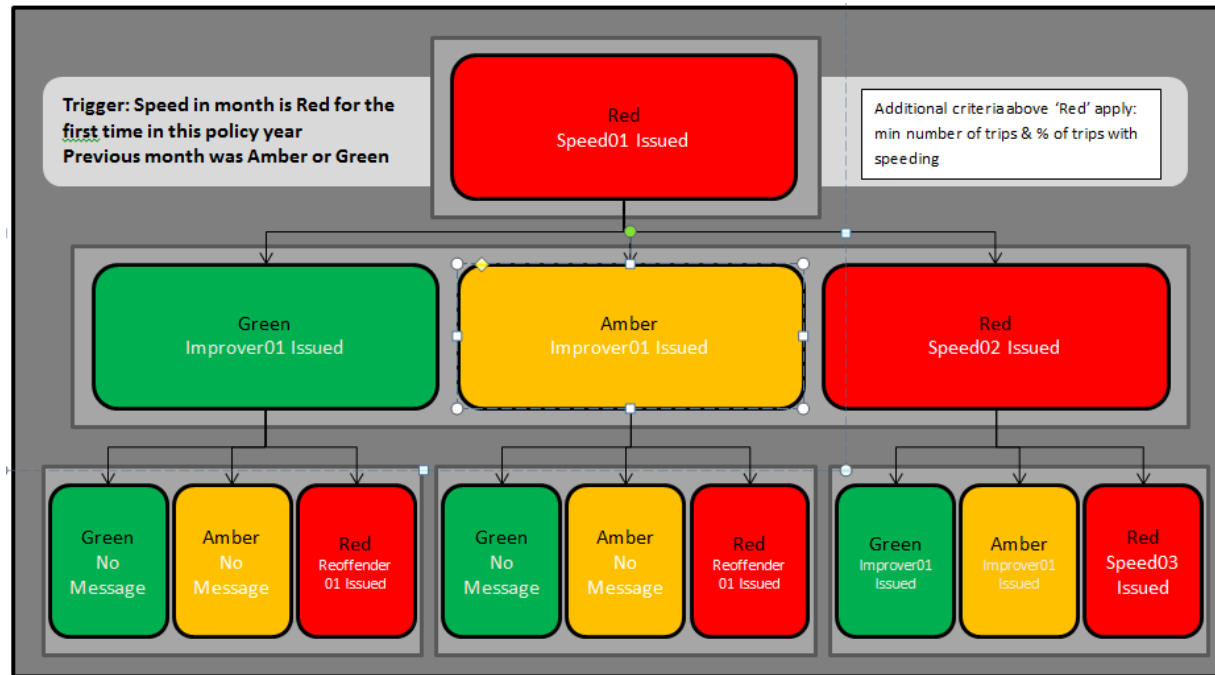 Trigger: Speed in month is Red for the
first time in this policy year
Previous month was Amber or Green
Red
Speed01 Issued
Additional criteria above ‘Red’ apply:
min number of trips & % of trips with
speeding
Green
Improver01 Issued
Amber
Improver01 Issued
Red
Speed02 Issued
Green
No
Message
Amber
No
Message
Red
Reoffender
01 Issued
Green
No
Message
Amber
No
Message
Red
Reoffender
01 Issued
Green
Improver01
Issued
Amber
Improver01
Issued
Red
Speed03
Issued